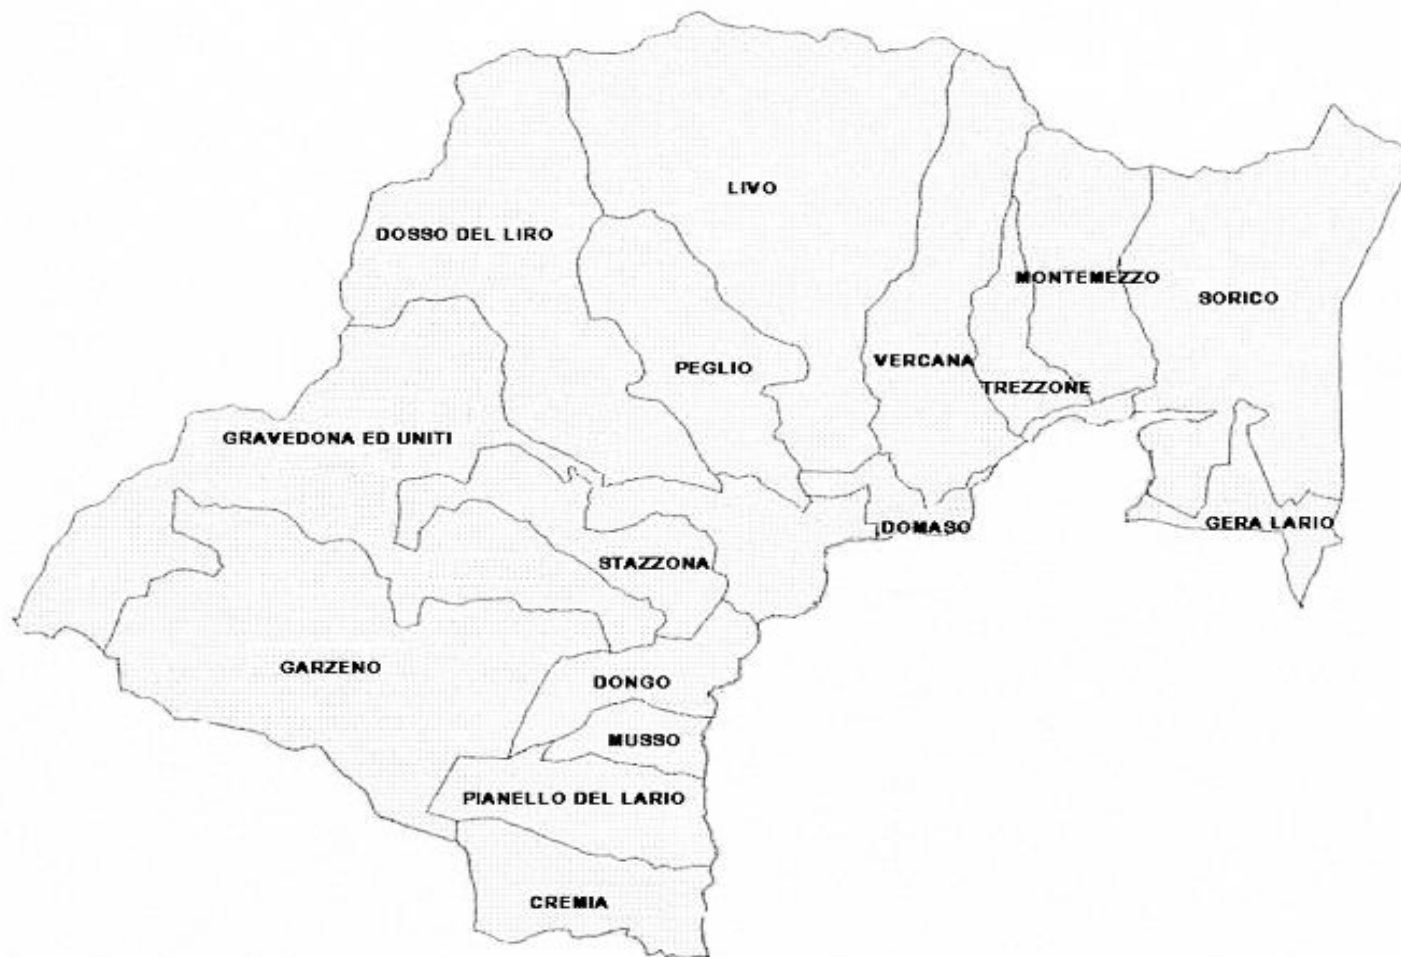 LIVO
DOSSO DEL LIRO
MONTEMEZZO
SORICO
VERCANA
PEGLIO
TREZZONE
GRAVEDONA ED UNITI
GERA LARIO
DOMASO
STAZZONA
GARZENO
DONGO
MUSSO
PIANELLO DEL LARIO
CREMIA